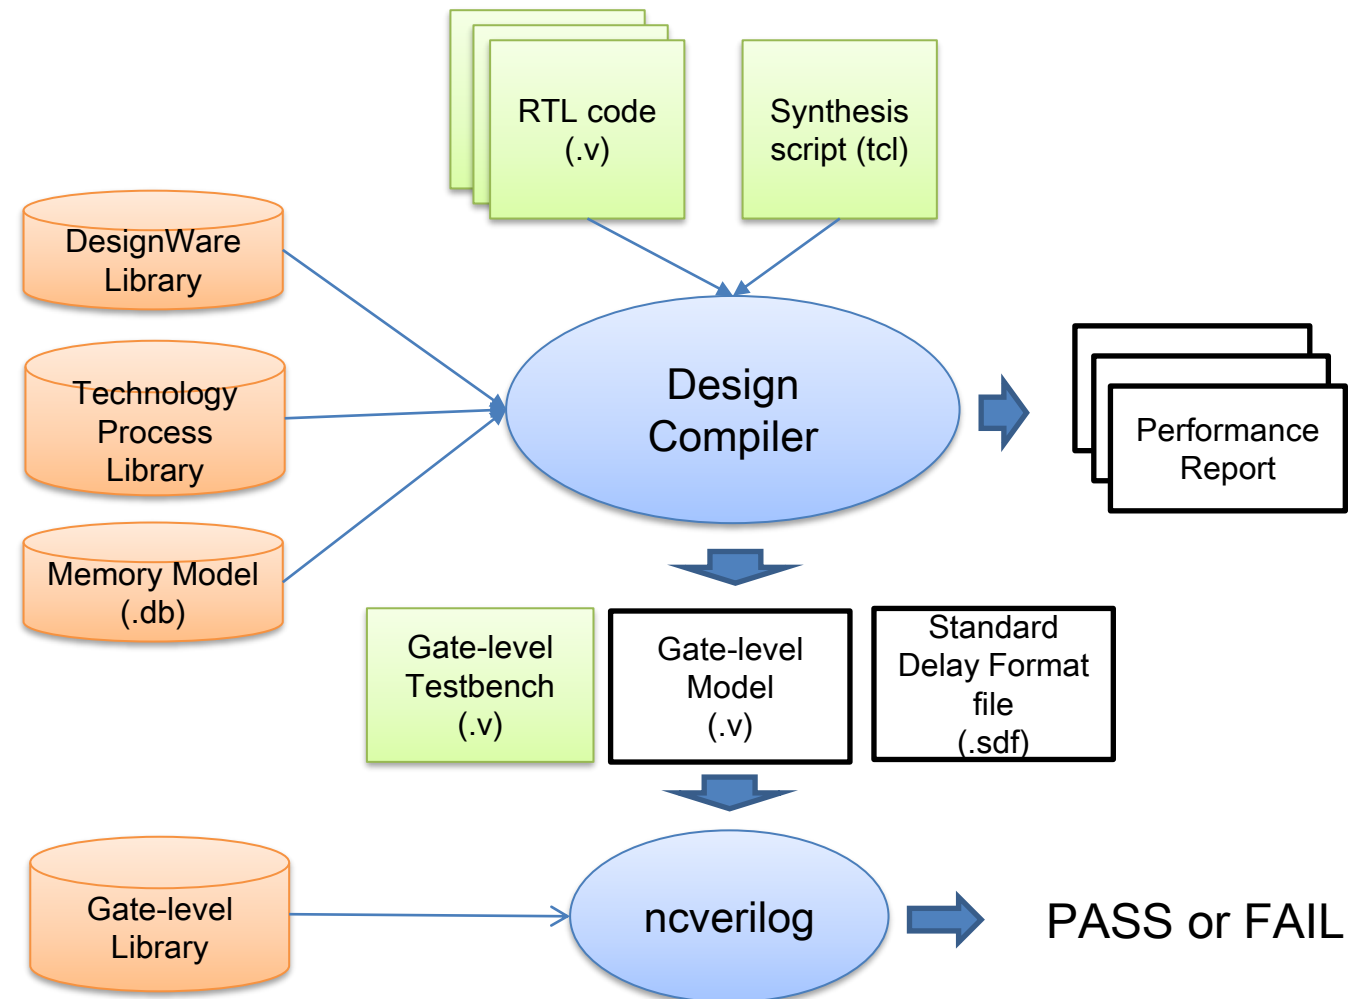 RTL code
(.v)
Synthesis
script (tcl)
DesignWare
Library
Technology
Process
Library
Memory Model
(.db)
Design
Compiler
Performance
Report
Gate-level
Testbench
(.v)
Gate-level
Model
(.v)
Standard
Delay Format
file
(.sdf)
Gate-level
Library
ncverilog
PASS or FAIL